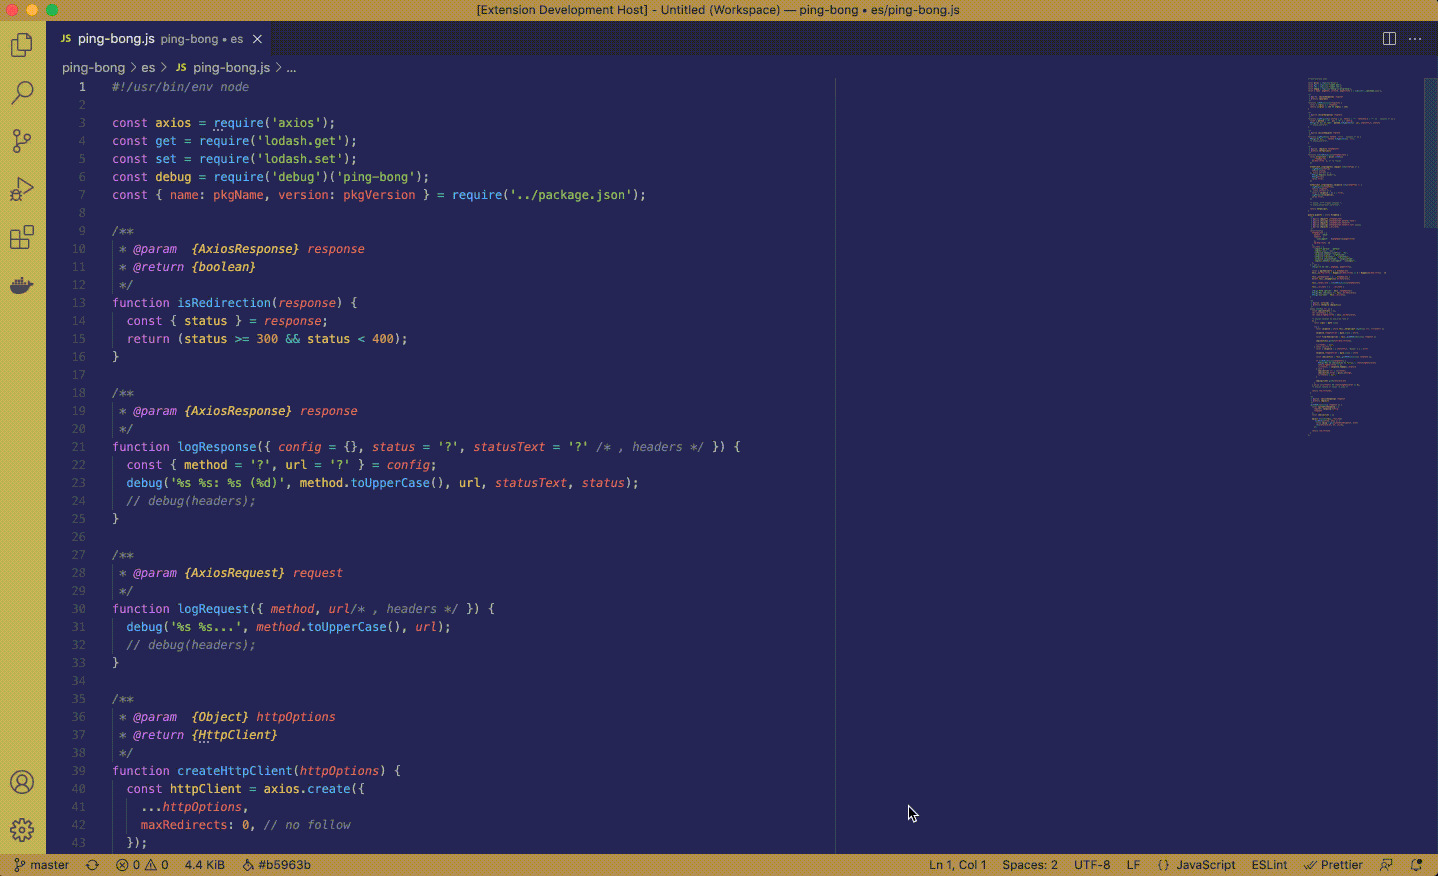 [Extension Development Host] - Untitled (Workspace) — ping-bong • es/ping-bong.js
JS ping-bong.js ping-bong • es
ping-bong > es > JS ping-bong.js > ...
1 #!/usr/bin/env node
2
3 const axios = require('axios');
4 const get = require('lodash.get');
5 const set = require('lodash.set');
6 const debug = require('debug')('ping-bong');
7 const { name: pkgName, version: pkgVersion } = require('../package.json');
8
9 /**
10 * @param  {AxiosResponse} response
11 * @return {boolean}
12 */
13 function isRedirection(response) {
14 const { status } = response;
15 return (status >= 300 && status < 400);
16 }
17
18 /**
19 * @param {AxiosResponse} response
20 */
21 function logResponse({ config = {}, status = '?', statusText = '?' /* , headers */ }) {
22 const { method = '?', url = '?' } = config;
23 debug('%s %s: %s (%d)', method.toUpperCase(), url, statusText, status);
24 // debug(headers);
25 }
26
27 /**
28 * @param {AxiosRequest} request
29 */
30 function logRequest({ method, url/* , headers */ }) {
31 debug('%s %s...', method.toUpperCase(), url);
32 // debug(headers);
33 }
34
35 /**
36 * @param  {Object} httpOptions
37 * @return {HttpClient}
38 */
39 function createHttpClient(httpOptions) {
40 const httpClient = axios.create({
41 ...httpOptions,
42 maxRedirects: 0, // no follow
43 });
master 0 0 4.4 KiB #b5963b Ln 1, Col 1 Spaces: 2 UTF-8 LF {} JavaScript ESLint Prettier